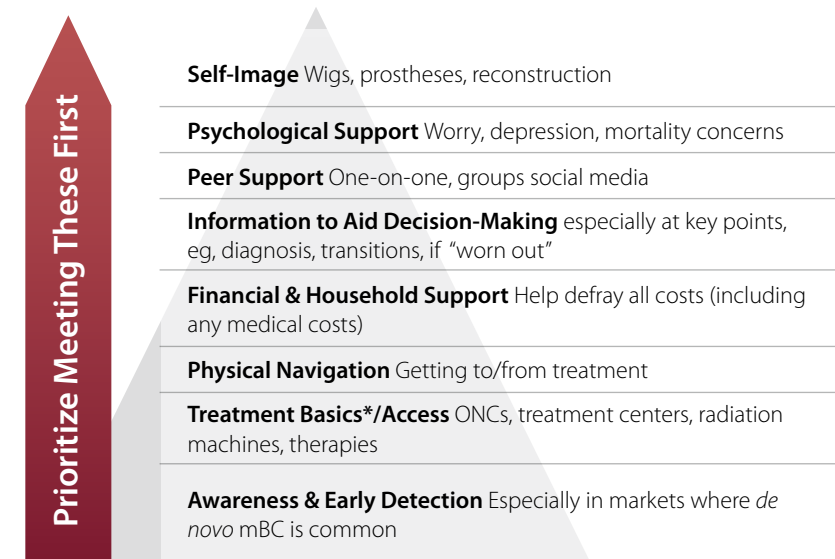 Prioritize Meeting These First
Self-Image Wigs, prostheses, reconstruction
Psychological Support Worry, depression, mortality concerns
Peer Support One-on-one, groups social media
Information to Aid Decision-Making especially at key points,
eg, diagnosis, transitions, if “worn out”
Financial & Household Support Help defray all costs (including
any medical costs)
Physical Navigation Getting to/from treatment
Treatment Basics*/Access ONCs, treatment centers, radiation
machines, therapies
Awareness & Early Detection Especially in markets where de
novo mBC is common